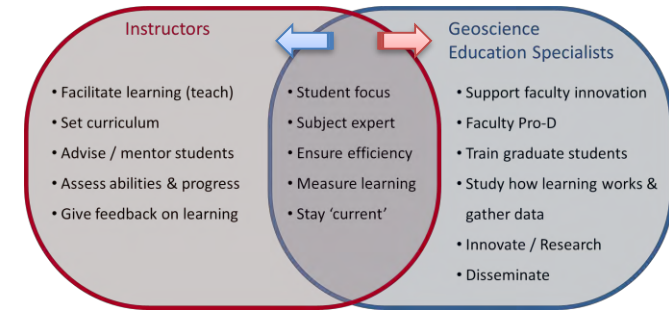 Instructors
• Facilitate learning (teach)
• Set curriculum
• Advise / mentor students
• Assess abilities & progress
• Give feedback on learning
• Student focus
• Subject expert
• Ensure efficiency
• Measure learning
• Stay ‘current’
Geoscience
Education Specialists
• Support faculty innovation
• Faculty Pro-D
• Train graduate students
• Study how learning works &
gather data
• Innovate / Research
• Disseminate